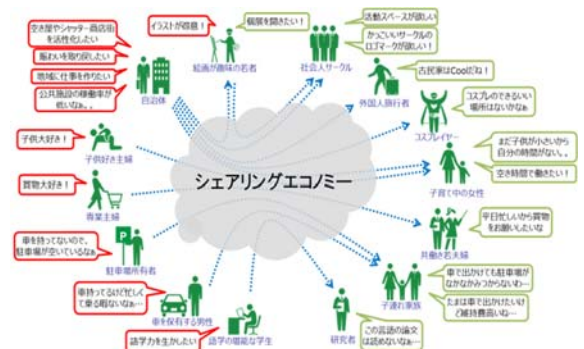 空き屋やシャッター商店街
を活性化したい
賑わいを取り戻したい
地域に仕事を作りたい
公共施設の稼働率が
低いなぁ。。
自治体
イラストが得意！
個展を開きたい！
絵画が趣味の若者
社会人サークル
活動スペースが欲しい
かっこいいサークルの
ロゴマークが欲しい！
古民家はCoolだね！
外国人旅行者
コスプレのできるいい
場所はないかなぁ
コスプレイヤー
子供大好き！
子供好き主婦
まだ子供が小さいから
自分の時間がない。。
空き時間で働きたい！
子育て中の女性
シェアリングエコノミー
買物大好き！
専業主婦
平日忙しいから買物
をお願いしたいな
共働き若夫婦
車を持ってないので、
駐車場が空いているなぁ
駐車場所有者
車で出かけても駐車場が
なかなかみつからないわ…
たまは車で出かけたいけ
ど維持費高いね…
子連れ家族
車持ってるけど忙しく
て乗る暇ないなぁ…
車を保有する男性
語学力を生かしたい
語学の堪能な学生
研究者
この言語の論文
は読めないなぁ…